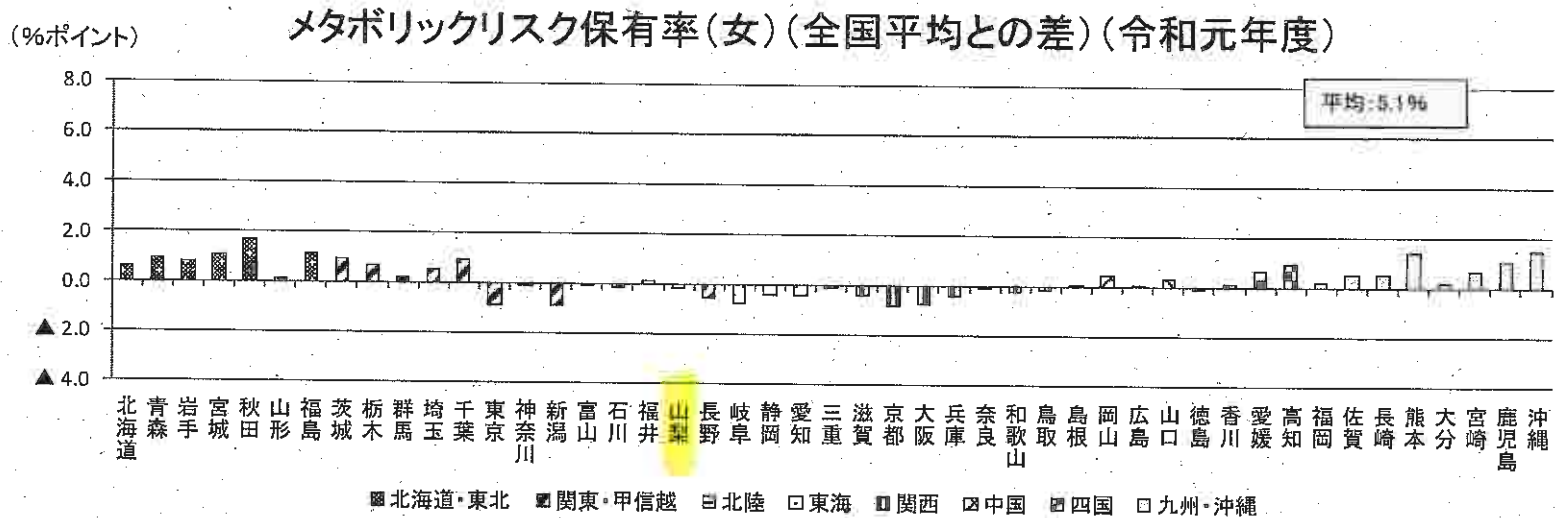 (%ポイント)
メタボリックリスク保有率(女)(全国平均との差)(令和元年度)
平均:5.1%
8.0
6.0
4.0
2.0
0.0
▲ 2.0
▲ 4.0
北海道
青森
岩手
宮城
秋田
山形
福島
茨城
栃木
群馬
埼玉
千葉
東京
神奈川
新潟
富山
石川
福井
山梨
長野
岐阜
静岡
愛知
三重
滋賀
京都
大阪
兵庫
奈良
和歌山
鳥取
島根
岡山
広島
山口
徳島
香川
愛媛
高知
福岡
佐賀
長崎
熊本
大分
宮崎
鹿児島
沖縄
北海道・東北 関東・甲信越 北陸 東海 関西 中国 四国 九州・沖縄